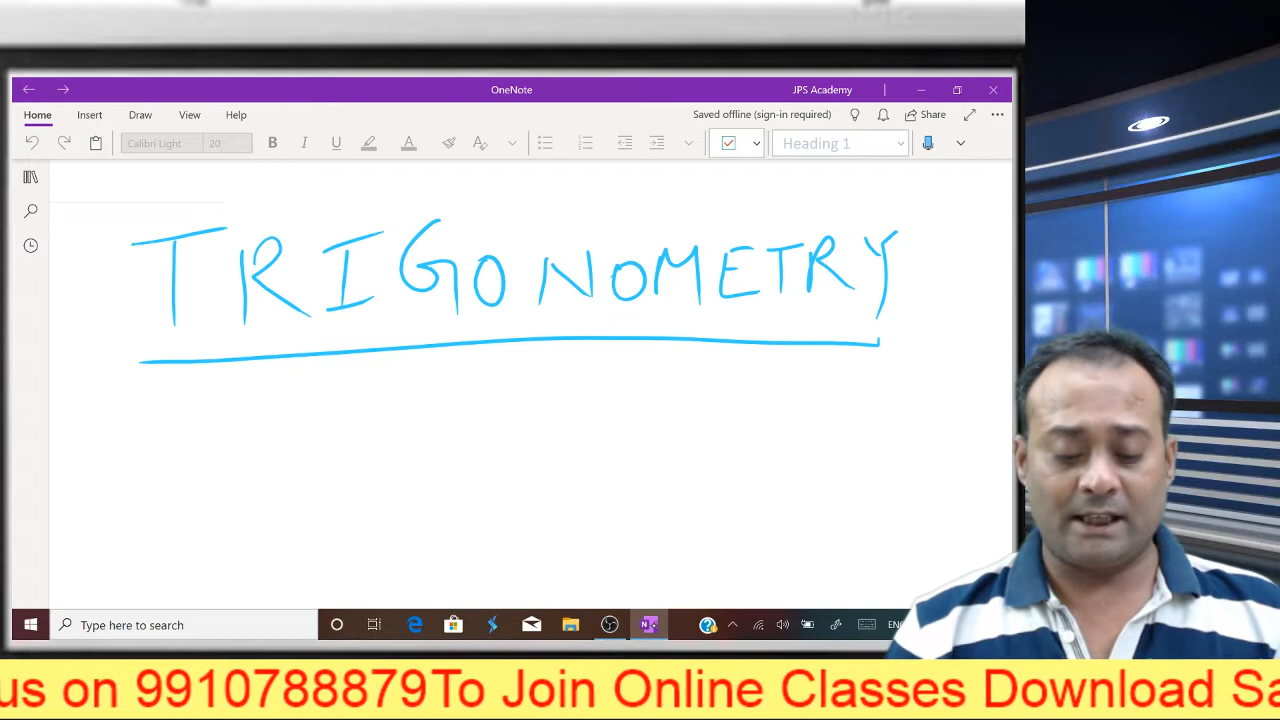 OneNote
JPS Academy
Home Insert Draw View Help
Saved offline (sign-in required)
Share
Calibri Light 20
B I U A
Heading 1
TRIGONOMETRY
Type here to search
ENG
us on 9910788879To Join Online Classes Download Sa